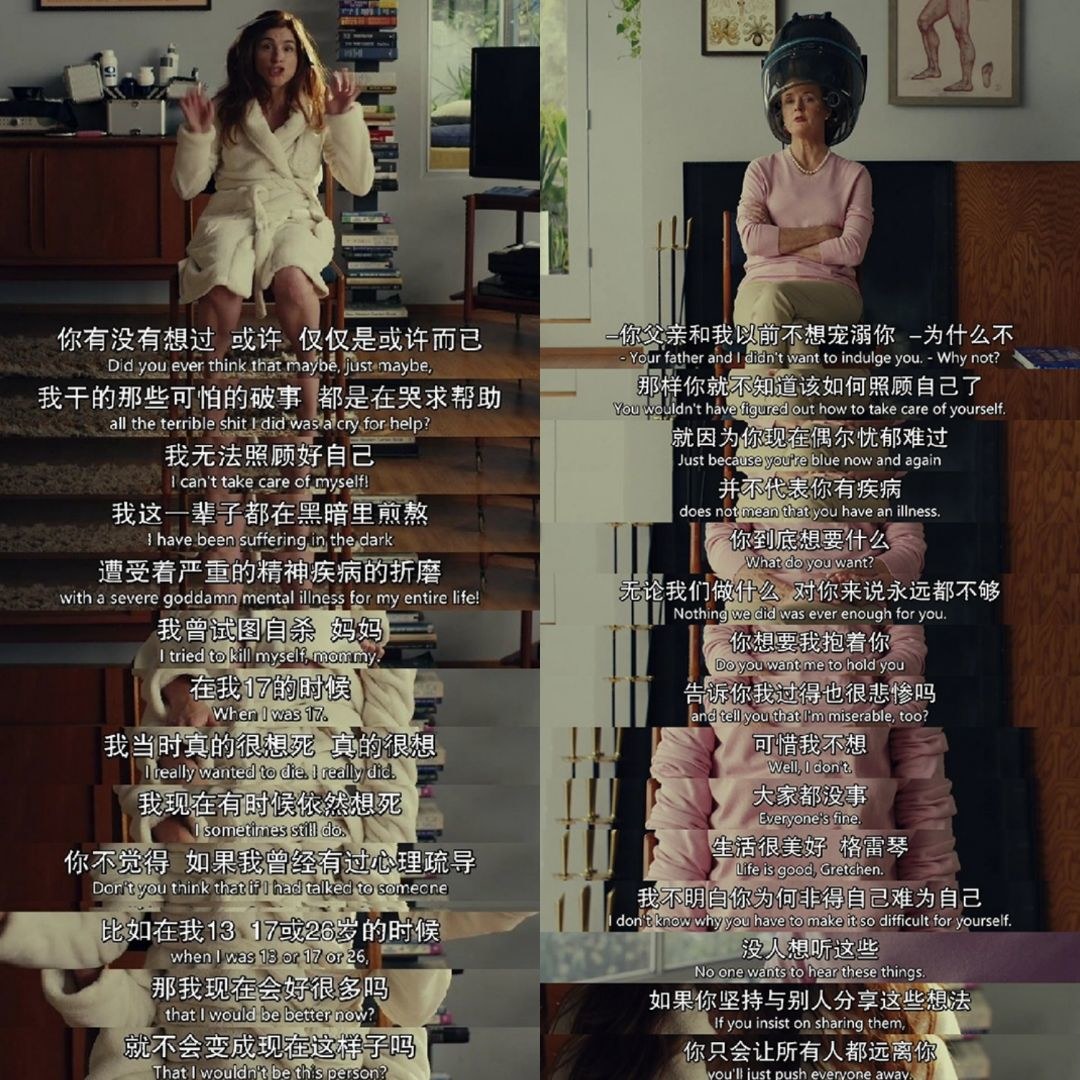 你有没有想过 或许 仅仅是或许而已
Did you ever think that maybe, just maybe,
我干的那些可怕的破事 都是在哭求帮助
all the terrible shit I did was a cry for help?
我无法照顾好自己
I can't take care of myself!
我这一辈子都在黑暗里煎熬
I have been suffering in the dark
遭受着严重的精神疾病的折磨
with a severe goddamn mental illness for my entire life!
我曾试图自杀 妈妈
I tried to kill myself, mommy.
在我17的时候
When I was 17.
我当时真的很想死 真的很想
I really wanted to die. I really did.
我现在有时候依然想死
I sometimes still do.
你不觉得 如果我曾经有过心理疏导
Don't you think that if I had talked to someone
比如在我13 17或26岁的时候
when I was 13 or 17 or 26,
那我现在会好很多吗
that I would be better now?
就不会变成现在这样子吗
That I wouldn't be this person?
-你父亲和我以前不想宠溺你 -为什么不
- Your father and I didn't want to indulge you. - Why not?
那样你就不知道该如何照顾自己了
You wouldn't have figured out how to take care of yourself.
就因为你现在偶尔忧郁难过
Just because you're blue now and again
并不代表你有疾病
does not mean that you have an illness.
你到底想要什么
What do you want?
无论我们做什么 对你来说永远都不够
Nothing we did was ever enough for you.
你想要我抱着你
Do you want me to hold you
告诉你我过得也很悲惨吗
and tell you that I'm miserable, too?
可惜我不想
Well, I don't.
大家都没事
Everyone's fine.
生活很美好 格雷琴
Life is good, Gretchen.
我不明白你为何非得自己难为自己
I don't know why you have to make it so difficult for yourself.
没人想听这些
No one wants to hear these things.
如果你坚持与别人分享这些想法
If you insist on sharing them,
你只会让所有人都远离你
you'll just push everyone away.